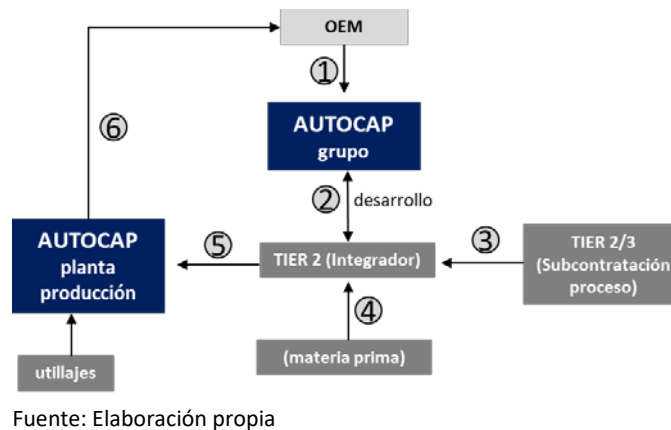 OEM
①
AUTOCAP
grupo
⑥
② desarrollo
AUTOCAP
planta
producción
⑤
TIER 2 (Integrador)
③
TIER 2/3
(Subcontratación
proceso)
④
utillajes
(materia prima)
Fuente: Elaboración propia